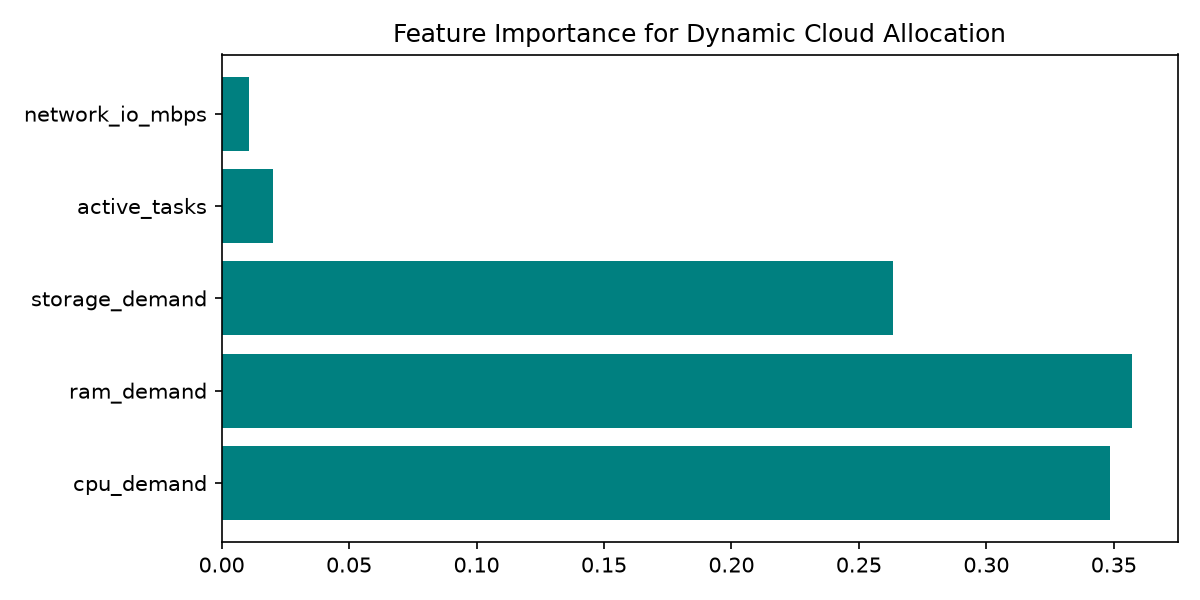 Feature Importance for Dynamic Cloud Allocation
network_io_mbps
active_tasks
storage_demand
ram_demand
cpu_demand
0.00 0.05 0.10 0.15 0.20 0.25 0.30 0.35